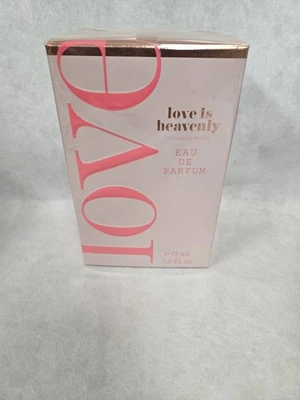 love
love is
heavenly
EAU
DE
PARFUM
75 ml
2.5 fl oz